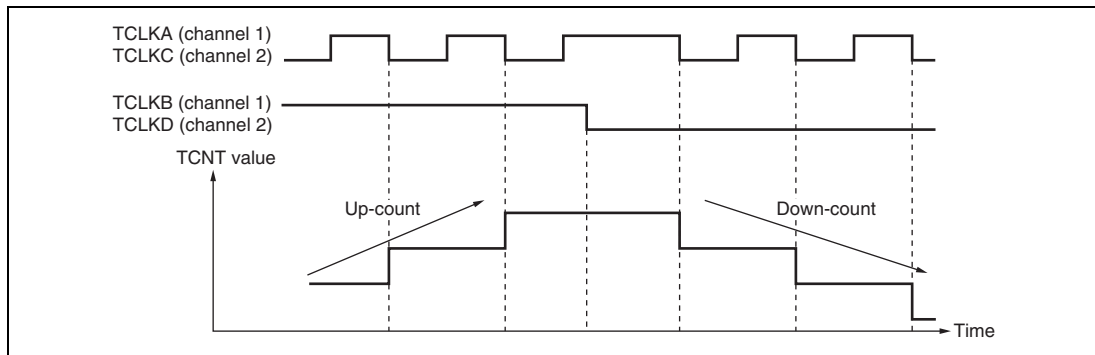 TCLKA (channel 1)
TCLKC (channel 2)
TCLKB (channel 1)
TCLKD (channel 2)
TCNT value
Up-count
Down-count
Time